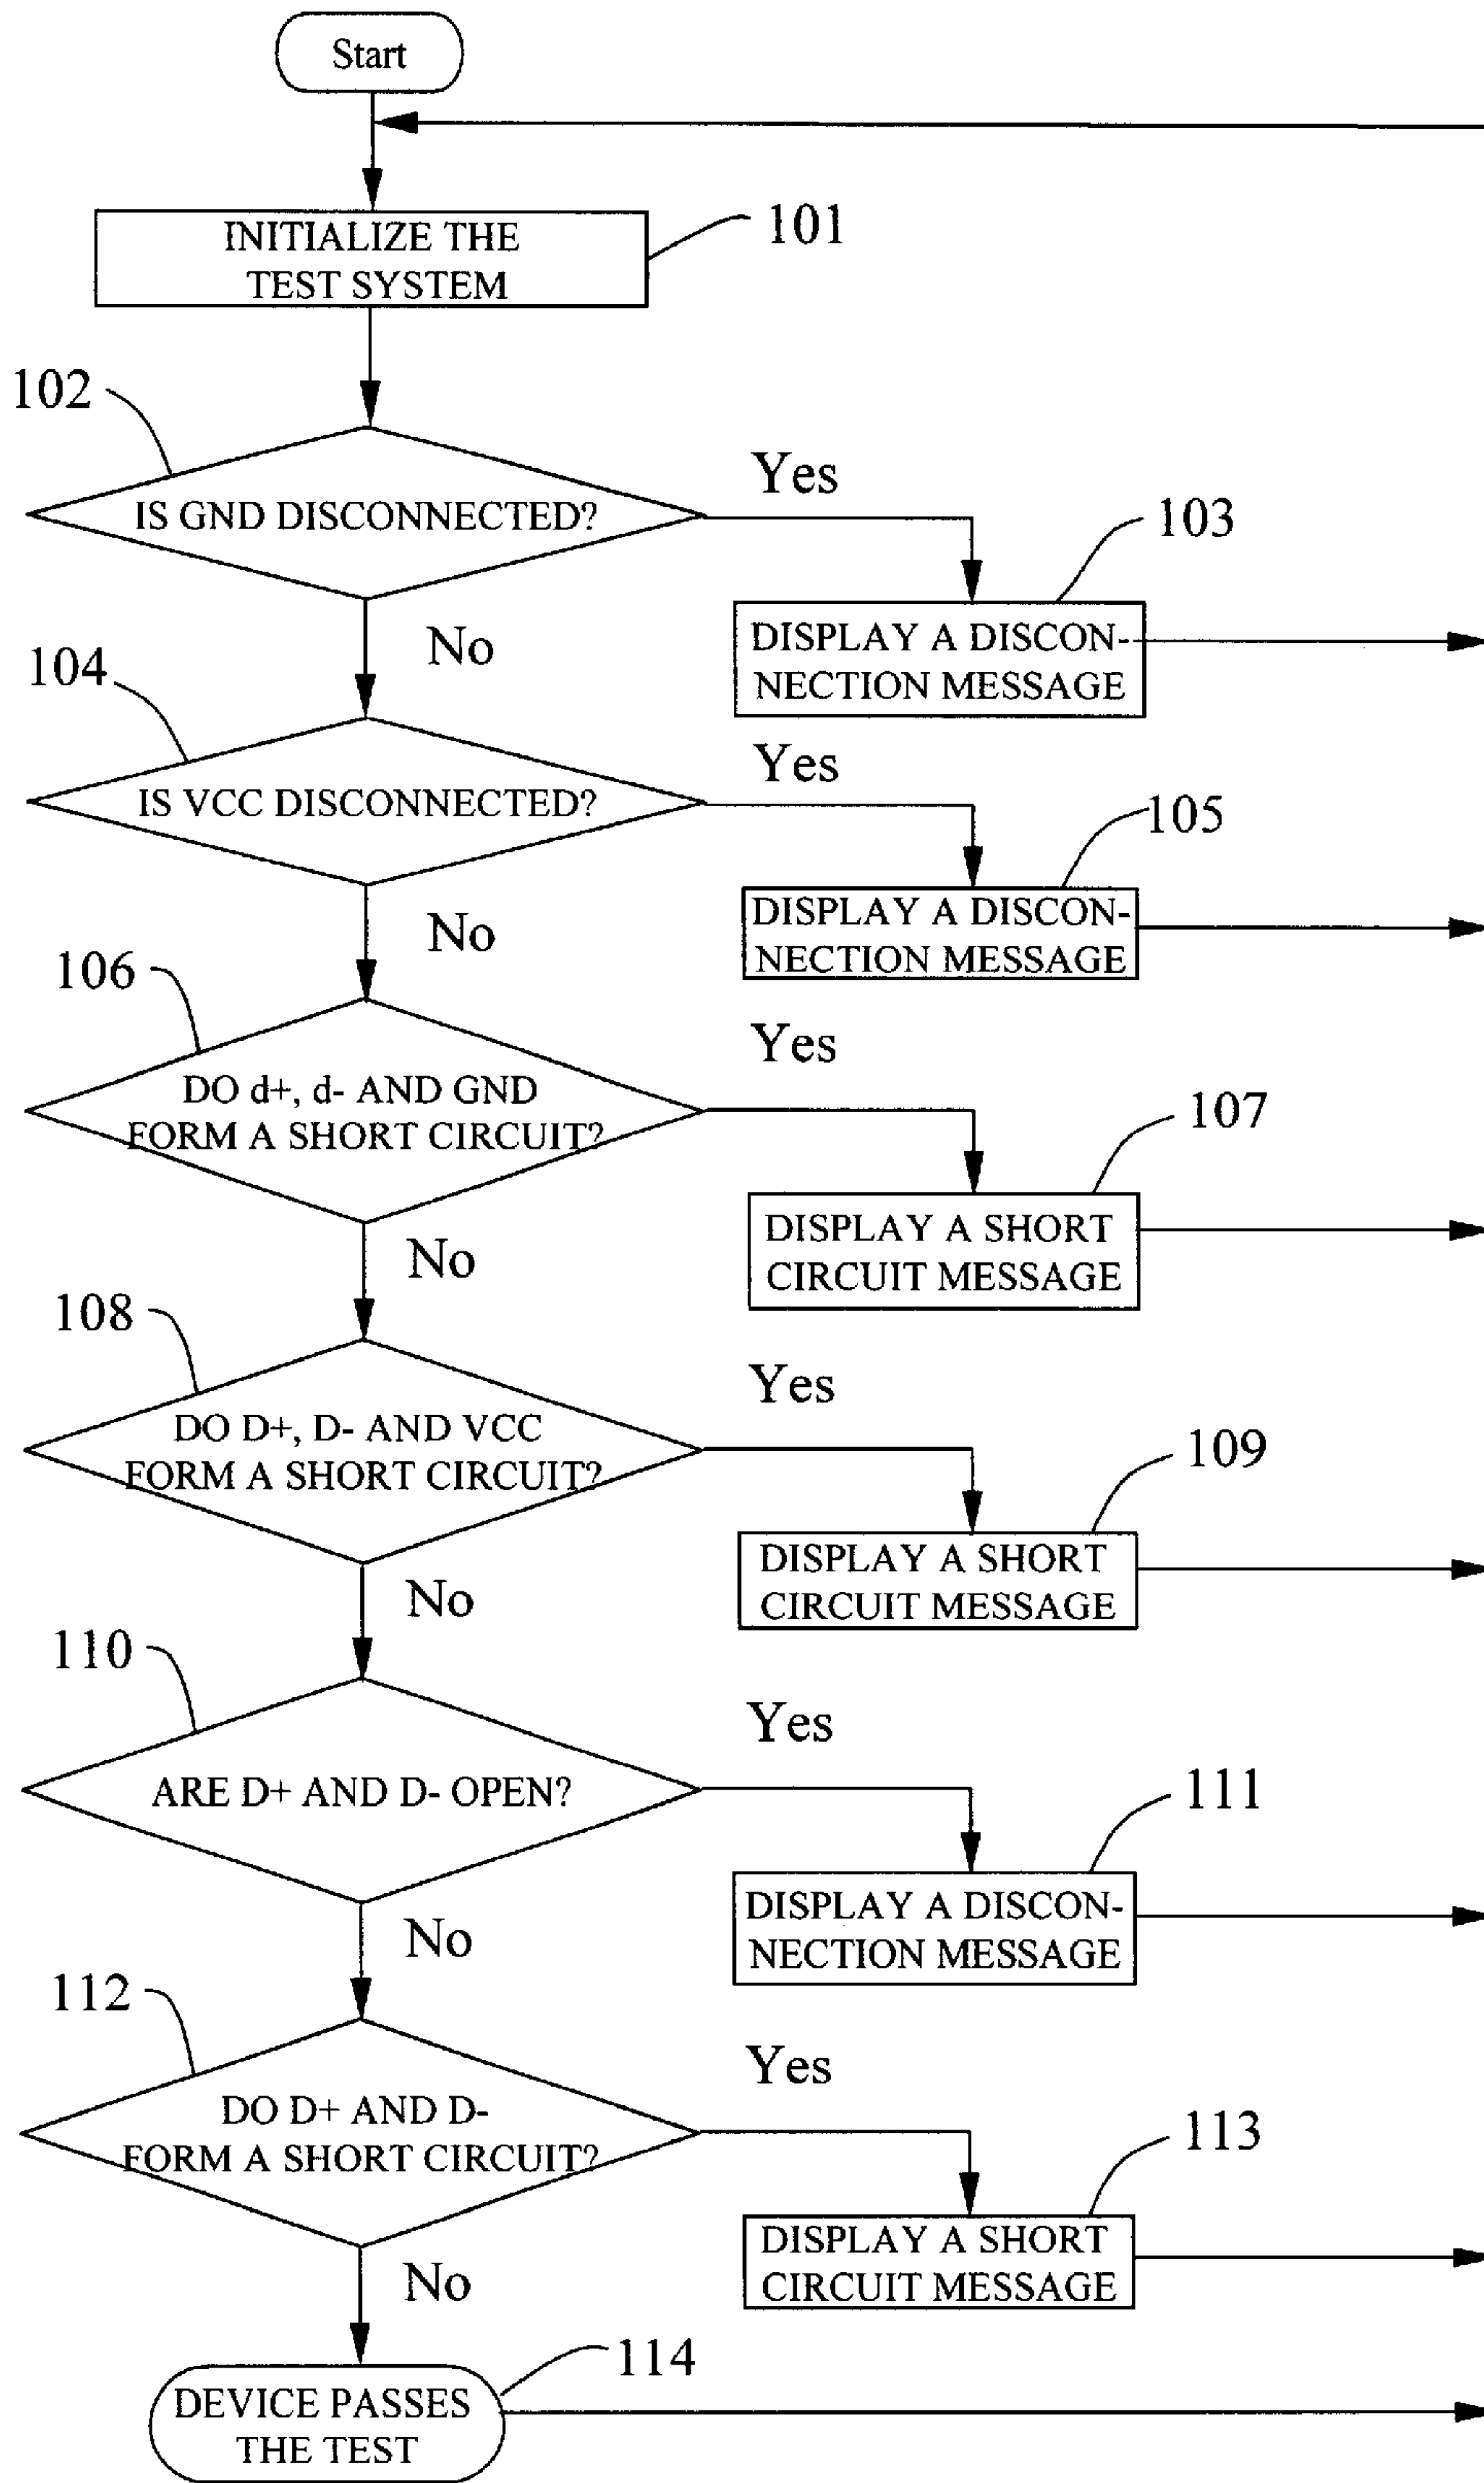 Start
INITIALIZE THE
TEST SYSTEM
101
102
IS GND DISCONNECTED?
Yes
103
DISPLAY A DISCON-
NECTION MESSAGE
No
104
IS VCC DISCONNECTED?
Yes
105
DISPLAY A DISCON-
NECTION MESSAGE
No
106
DO d+, d- AND GND
FORM A SHORT CIRCUIT?
Yes
107
DISPLAY A SHORT
CIRCUIT MESSAGE
No
108
DO D+, D- AND VCC
FORM A SHORT CIRCUIT?
Yes
109
DISPLAY A SHORT
CIRCUIT MESSAGE
No
110
ARE D+ AND D- OPEN?
Yes
111
DISPLAY A DISCON-
NECTION MESSAGE
No
112
DO D+ AND D-
FORM A SHORT CIRCUIT?
Yes
113
DISPLAY A SHORT
CIRCUIT MESSAGE
No
114
DEVICE PASSES
THE TEST